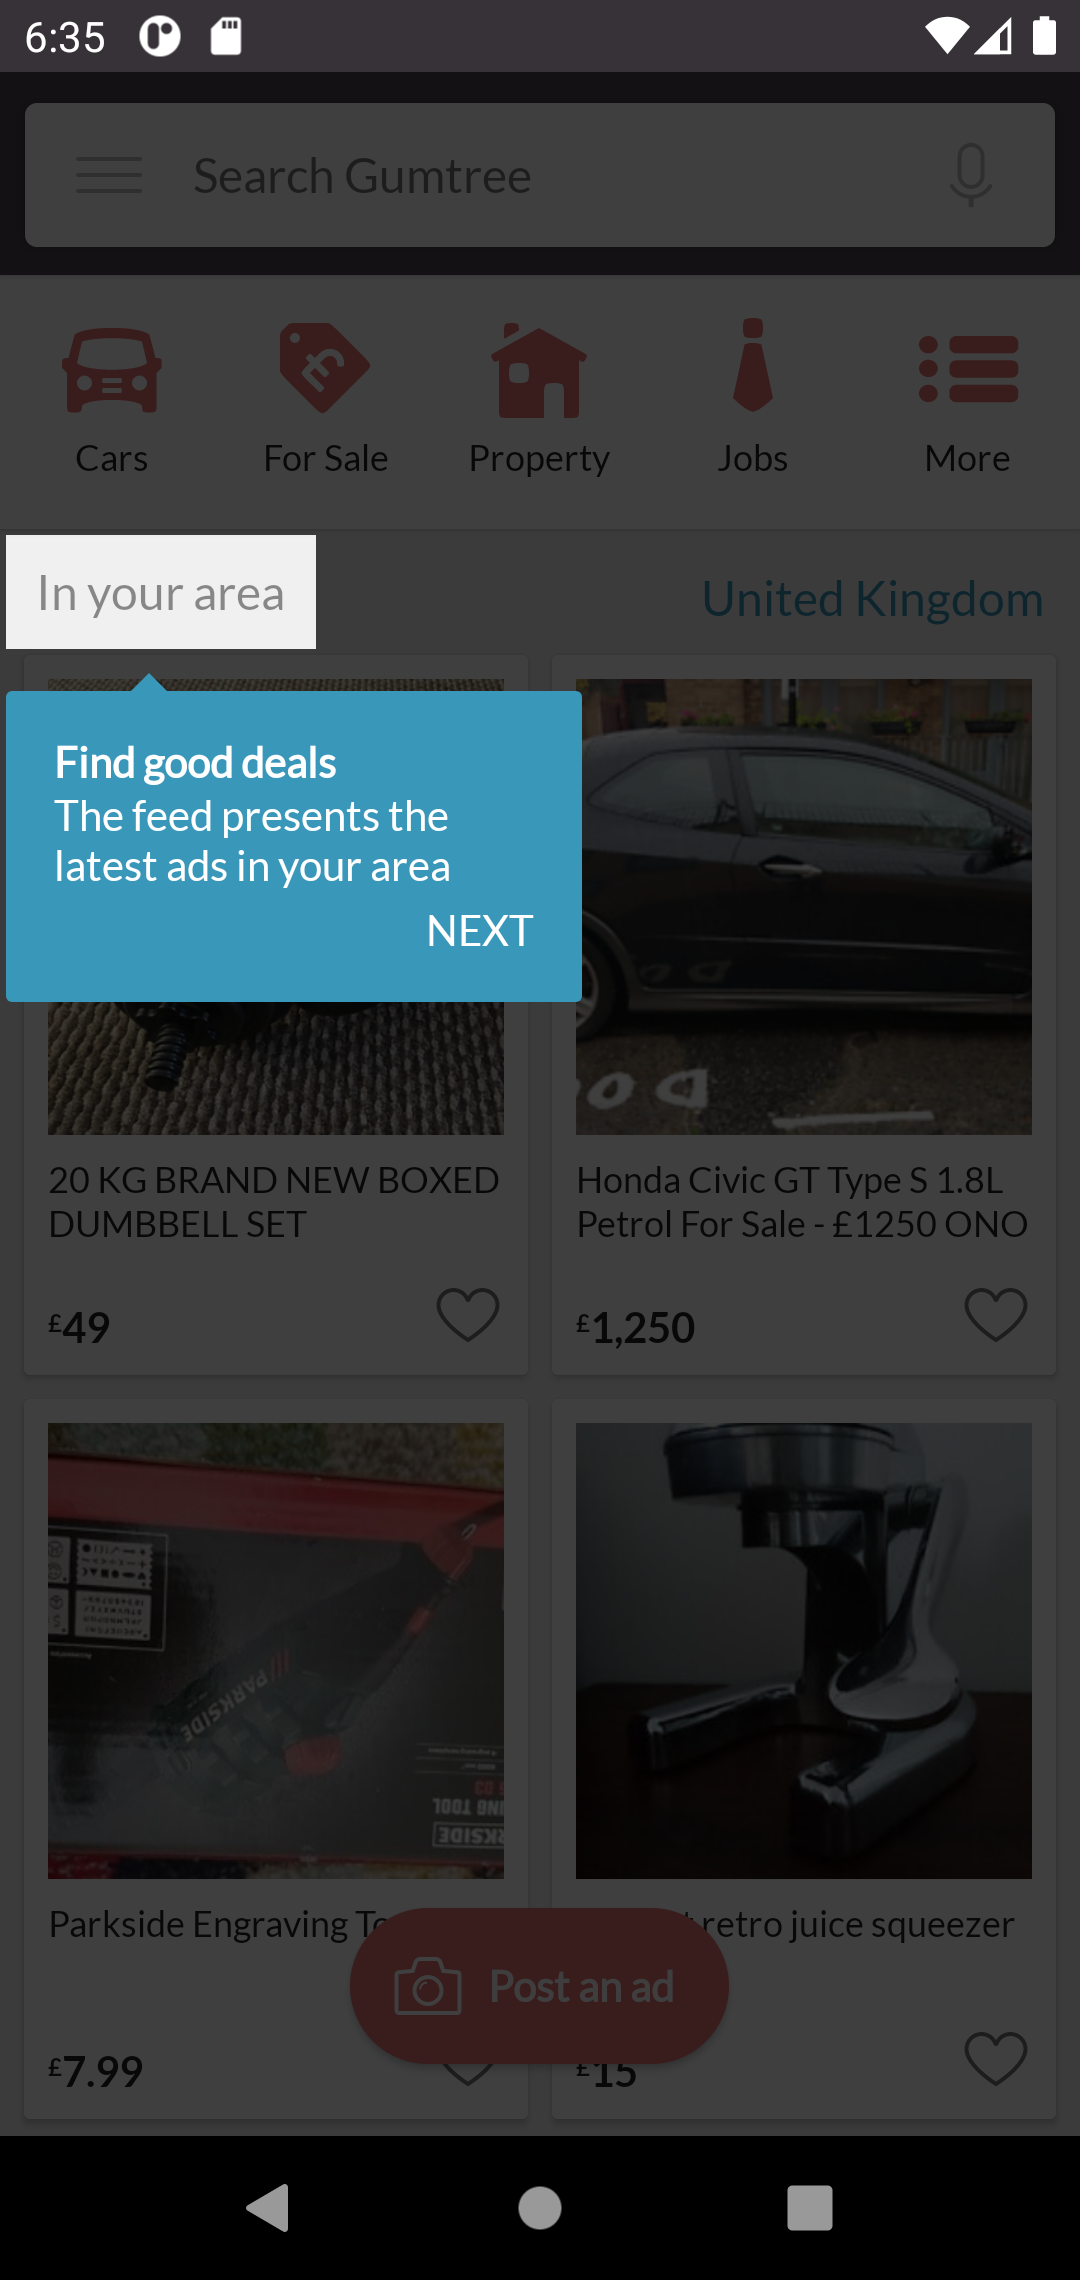 6:35
Search Gumtree
Cars
For Sale
Property
Jobs
More
In your area
United Kingdom
Find good deals
The feed presents the
latest ads in your area
NEXT
20 KG BRAND NEW BOXED
DUMBBELL SET
£49
Honda Civic GT Type S 1.8L
Petrol For Sale - £1250 ONO
£1,250
PARKSIDE
Parkside Engraving
retro juice squeezer
Post an ad
£7.99
£15